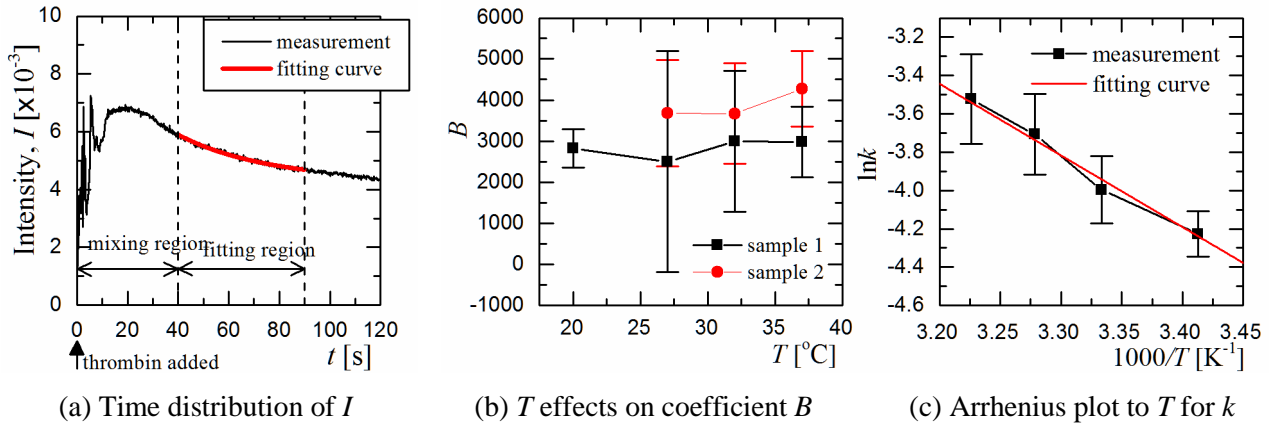 10
8
6
4
2
0
Intensity, I [x10⁻³]
measurement
fitting curve
mixing region
fitting region
0 20 40 60 80 100 120
thrombin added
t [s]
(a) Time distribution of I
6000
5000
4000
3000
2000
1000
0
-1000
B
sample 1
sample 2
20 25 30 35 40
T [°C]
(b) T effects on coefficient B
-3.2
-3.4
-3.6
-3.8
-4.0
-4.2
-4.4
-4.6
lnk
measurement
fitting curve
3.20 3.25 3.30 3.35 3.40 3.45
1000/T [K⁻¹]
(c) Arrhenius plot to T for k